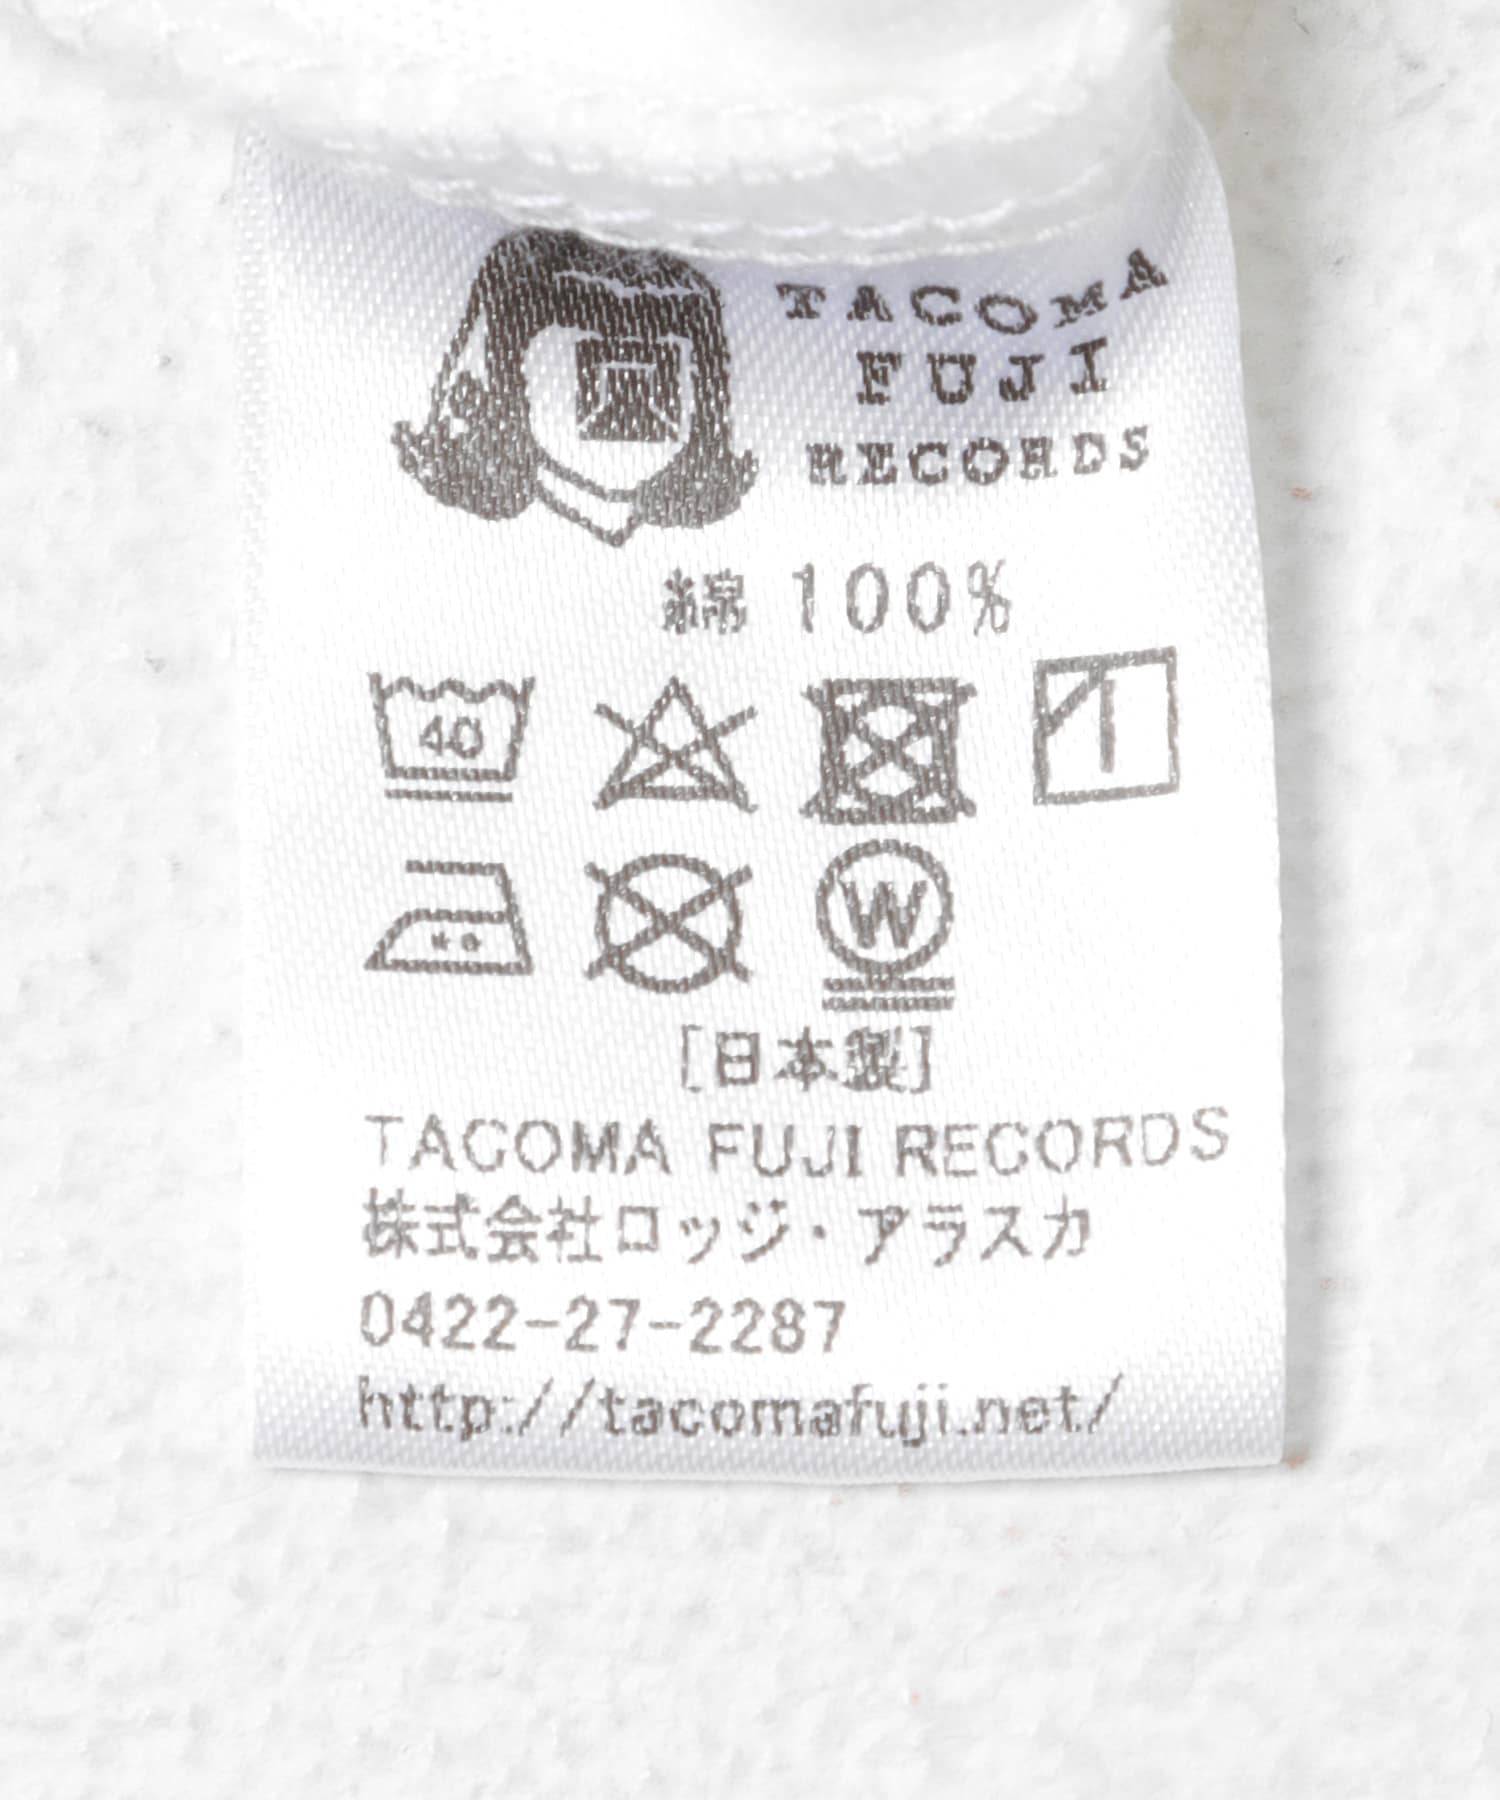 TACOMA
FUJI
RECORDS
綿 100%
40
W
[日本製]
TACOMA FUJI RECORDS
株式会社ロッジ・アラスカ
0422-27-2287
http://tacomafuji.net/